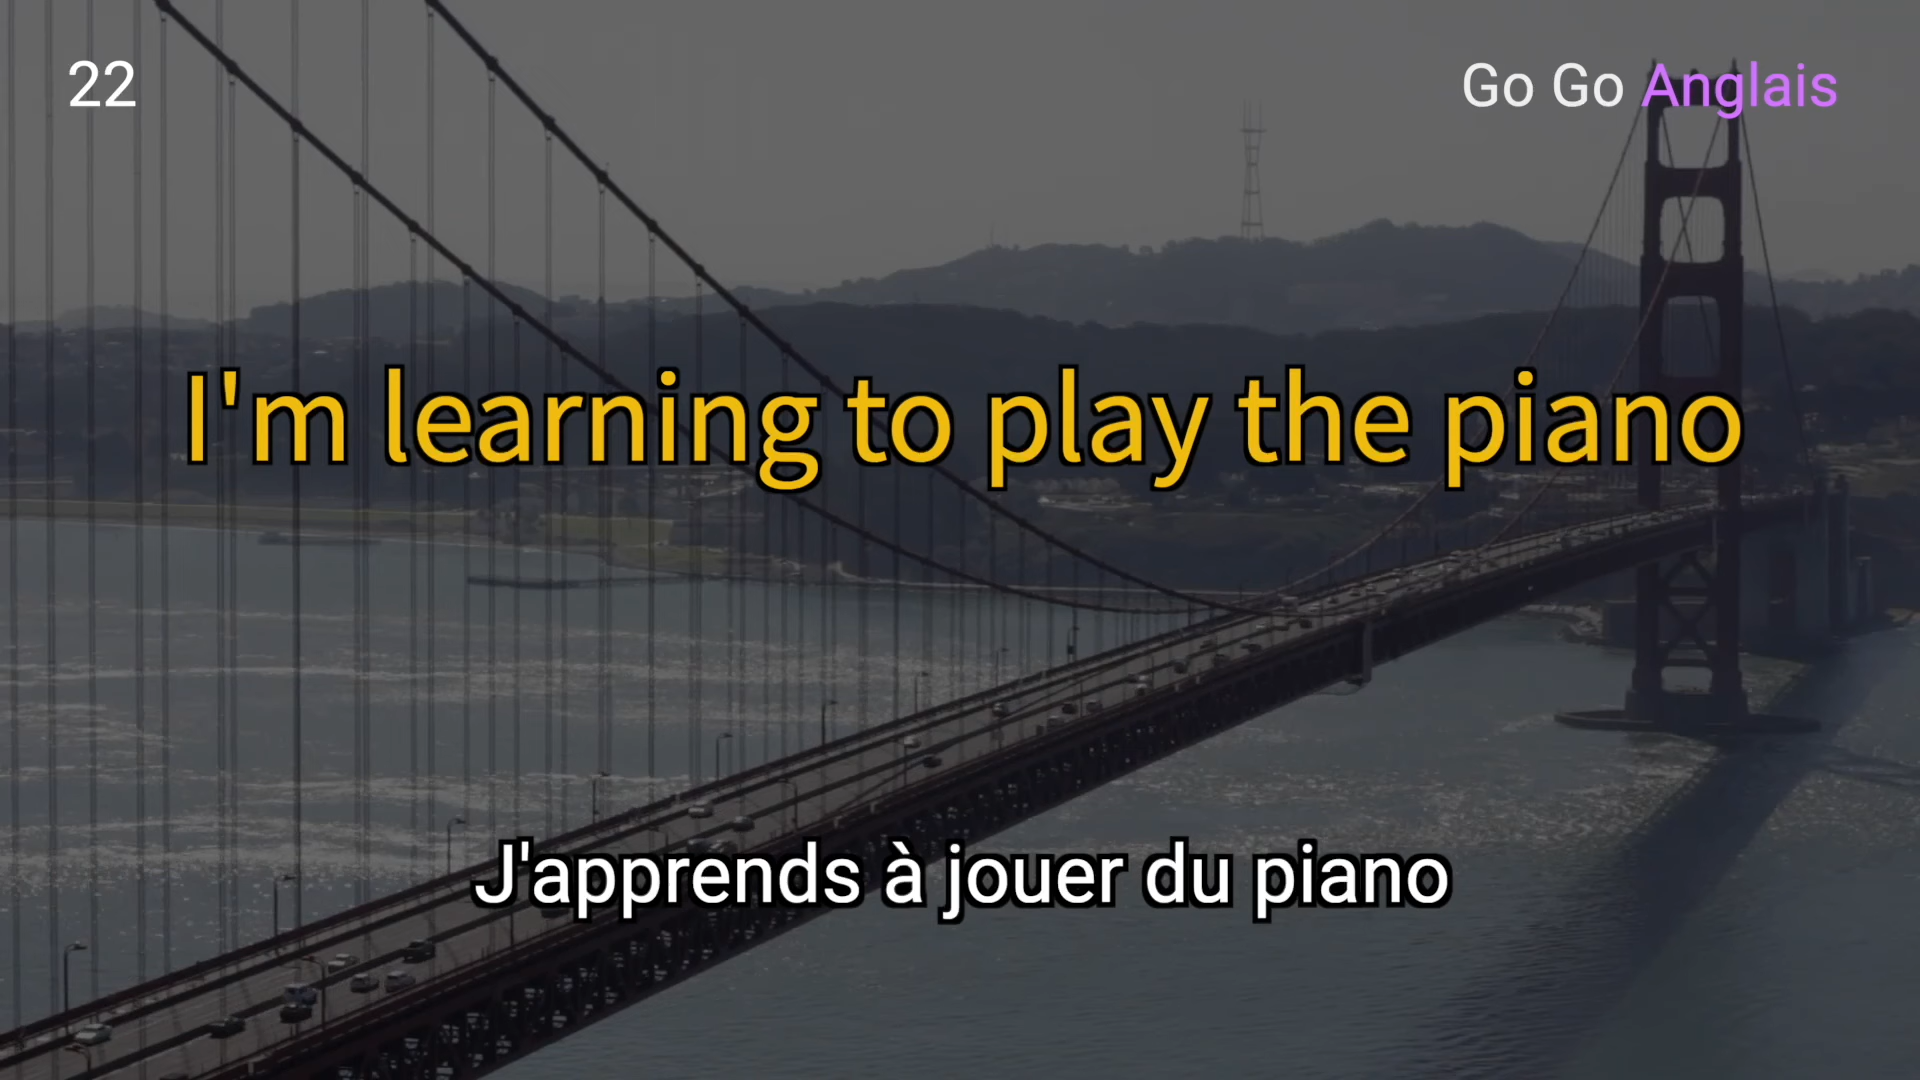 22
Go Go Anglais
I'm learning to play the piano
J'apprends à jouer du piano